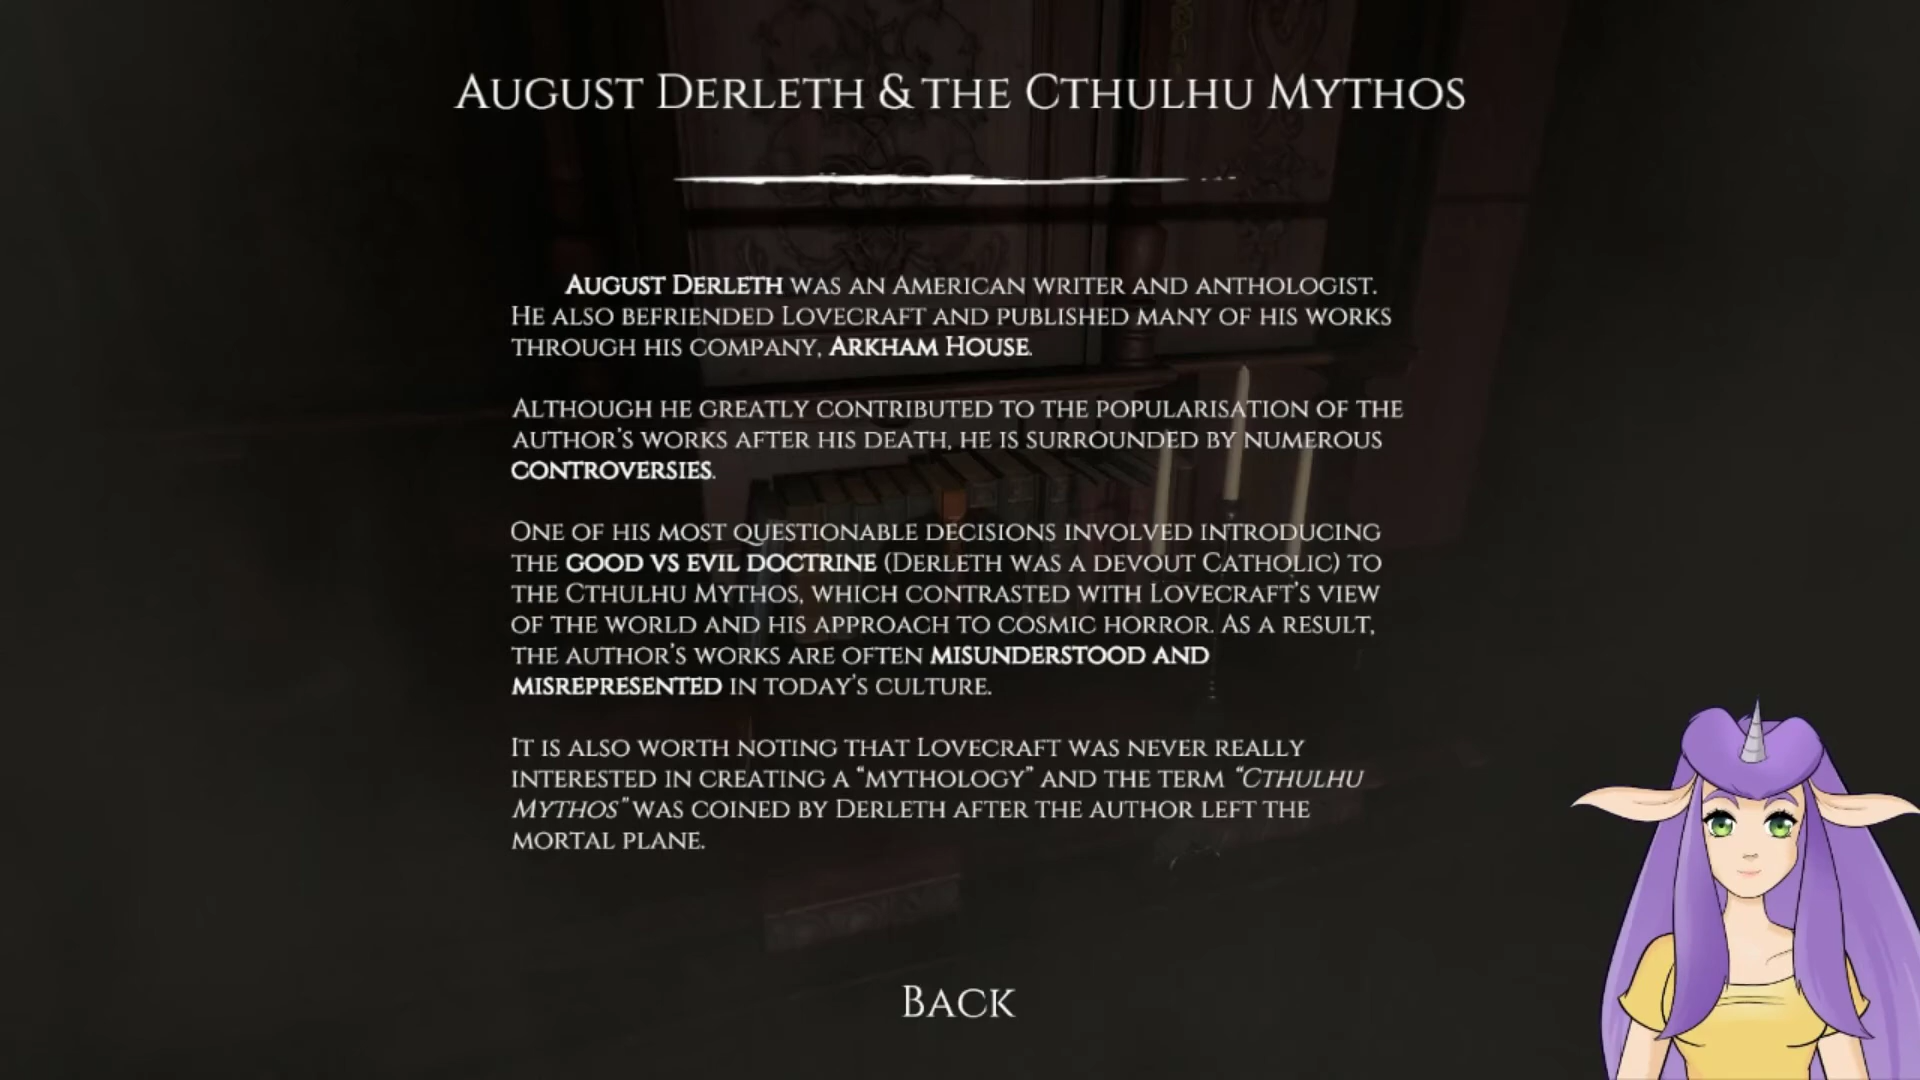 August Derleth & the Cthulhu Mythos
August Derleth was an American writer and anthologist.
He also befriended Lovecraft and published many of his works
through his company, Arkham House.
Although he greatly contributed to the popularisation of the
author's works after his death, he is surrounded by numerous
controversies.
One of his most questionable decisions involved introducing
the good vs evil doctrine (Derleth was a devout Catholic) to
the Cthulhu Mythos, which contrasted with Lovecraft's view
of the world and his approach to cosmic horror. As a result,
the author's works are often misunderstood and
misrepresented in today's culture.
It is also worth noting that Lovecraft was never really
interested in creating a “mythology” and the term “Cthulhu
Mythos” was coined by Derleth after the author left the
mortal plane.
Back